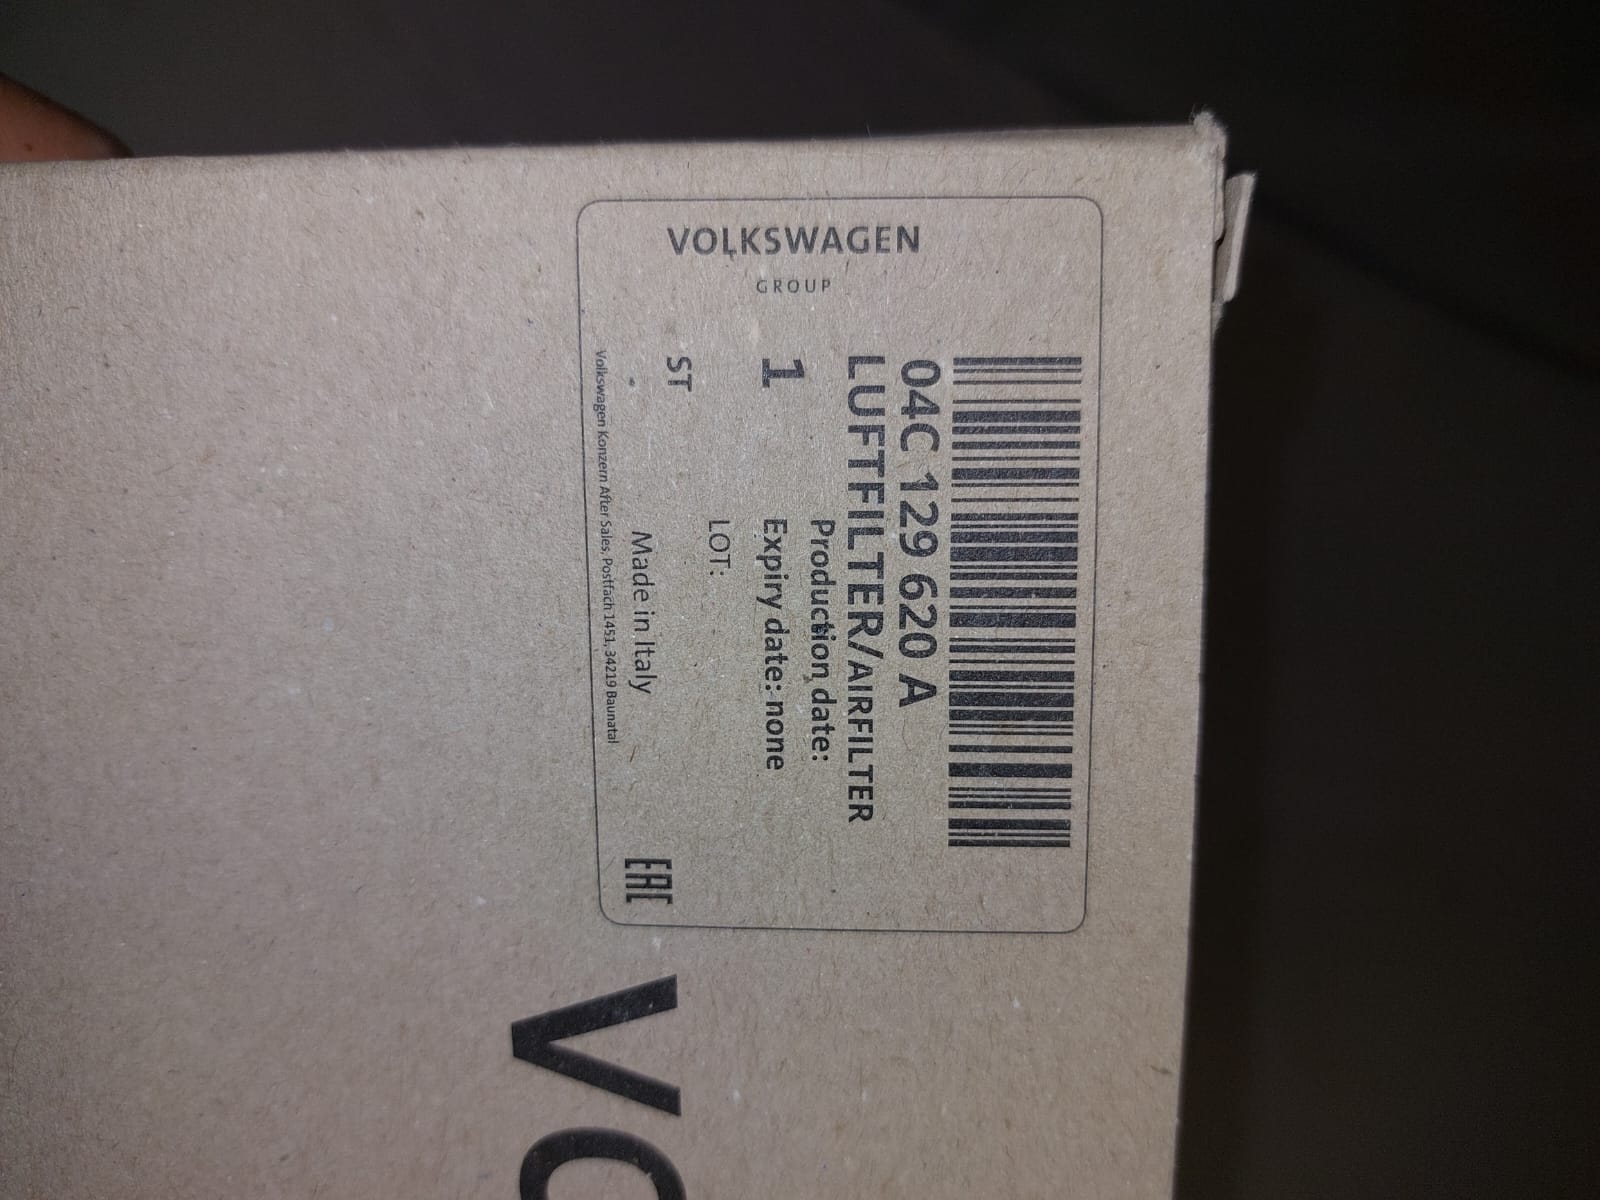 VOLKSWAGEN
GROUP
04C 129 620 A
LUFTFILTER/AIRFILTER
Production date:
1 Expiry date: none
LOT:
ST
Made in Italy
EAC
Volkswagen Konzern After Sales, Postfach 1451, 34219 Baunatal
VO